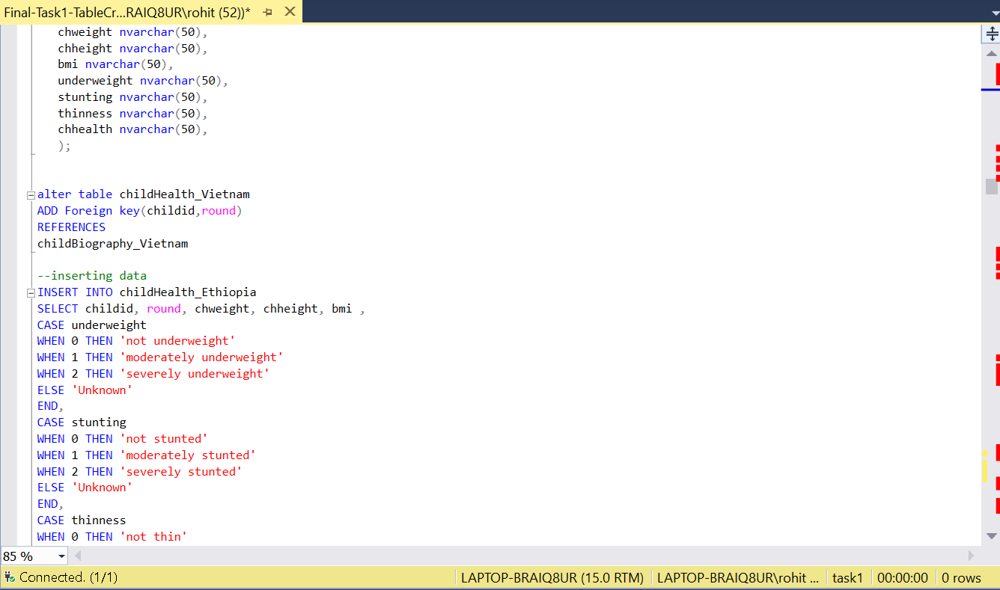 Final-Task1-TableCr...RAIQ8UR\rohit (52))*
chweight nvarchar(50),
chheight nvarchar(50),
bmi nvarchar(50),
underweight nvarchar(50),
stunting nvarchar(50),
thinness nvarchar(50),
chhealth nvarchar(50),
);
alter table childHealth_Vietnam
ADD Foreign key(childid,round)
REFERENCES
childBiography_Vietnam
--inserting data
INSERT INTO childHealth_Ethiopia
SELECT childid, round, chweight, chheight, bmi ,
CASE underweight
WHEN 0 THEN 'not underweight'
WHEN 1 THEN 'moderately underweight'
WHEN 2 THEN 'severely underweight'
ELSE 'Unknown'
END,
CASE stunting
WHEN 0 THEN 'not stunted'
WHEN 1 THEN 'moderately stunted'
WHEN 2 THEN 'severely stunted'
ELSE 'Unknown'
END,
CASE thinness
WHEN 0 THEN 'not thin'
85 %
Connected. (1/1) LAPTOP-BRAIQ8UR (15.0 RTM) LAPTOP-BRAIQ8UR\rohit ... task1 00:00:00 0 rows